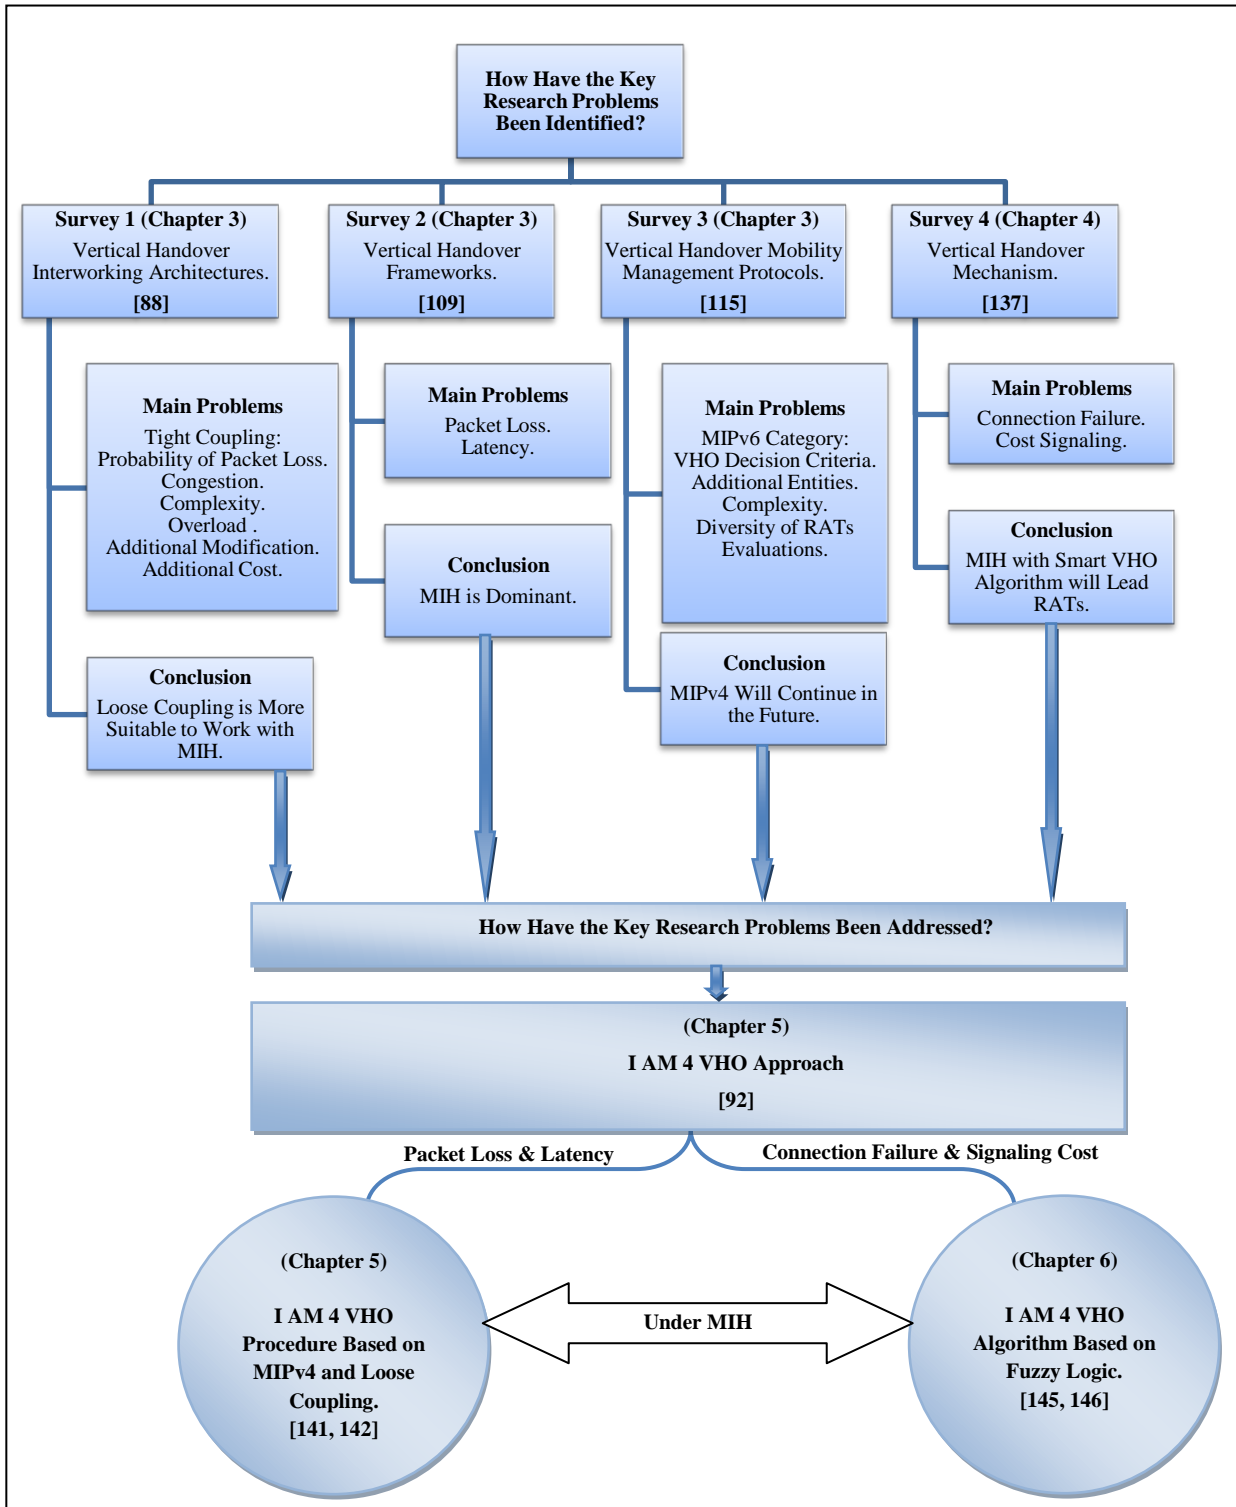 How Have the Key
Research Problems
Been Identified?
Survey 1 (Chapter 3)
Vertical Handover
Interworking Architectures.
[88]
Survey 2 (Chapter 3)
Vertical Handover
Frameworks.
[109]
Survey 3 (Chapter 3)
Vertical Handover Mobility
Management Protocols.
[115]
Survey 4 (Chapter 4)
Vertical Handover
Mechanism.
[137]
Main Problems
Tight Coupling:
Probability of Packet Loss.
Congestion.
Complexity.
Overload .
Additional Modification.
Additional Cost.
Main Problems
Packet Loss.
Latency.
Main Problems
MIPv6 Category:
VHO Decision Criteria.
Additional Entities.
Complexity.
Diversity of RATs
Evaluations.
Main Problems
Connection Failure.
Cost Signaling.
Conclusion
Loose Coupling is More
Suitable to Work with
MIH.
Conclusion
MIH is Dominant.
Conclusion
MIPv4 Will Continue in
the Future.
Conclusion
MIH with Smart VHO
Algorithm will Lead
RATs.
How Have the Key Research Problems Been Addressed?
(Chapter 5)
I AM 4 VHO Approach
[92]
Packet Loss & Latency
Connection Failure & Signaling Cost
(Chapter 5)
I AM 4 VHO
Procedure Based on
MIPv4 and Loose
Coupling.
[141, 142]
Under MIH
(Chapter 6)
I AM 4 VHO
Algorithm Based on
Fuzzy Logic.
[145, 146]